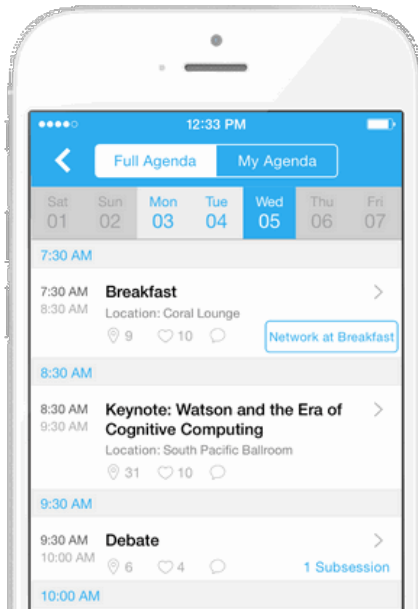 12:33 PM
Full Agenda My Agenda
Sat Sun Mon Tue Wed Thu Fri
01 02 03 04 05 06 07
7:30 AM
7:30 AM Breakfast
8:30 AM Location: Coral Lounge
9 10 Network at Breakfast
8:30 AM
8:30 AM Keynote: Watson and the Era of
9:30 AM Cognitive Computing
Location: South Pacific Ballroom
31 10
9:30 AM
9:30 AM Debate
10:00 AM 6 4 1 Subsession
10:00 AM